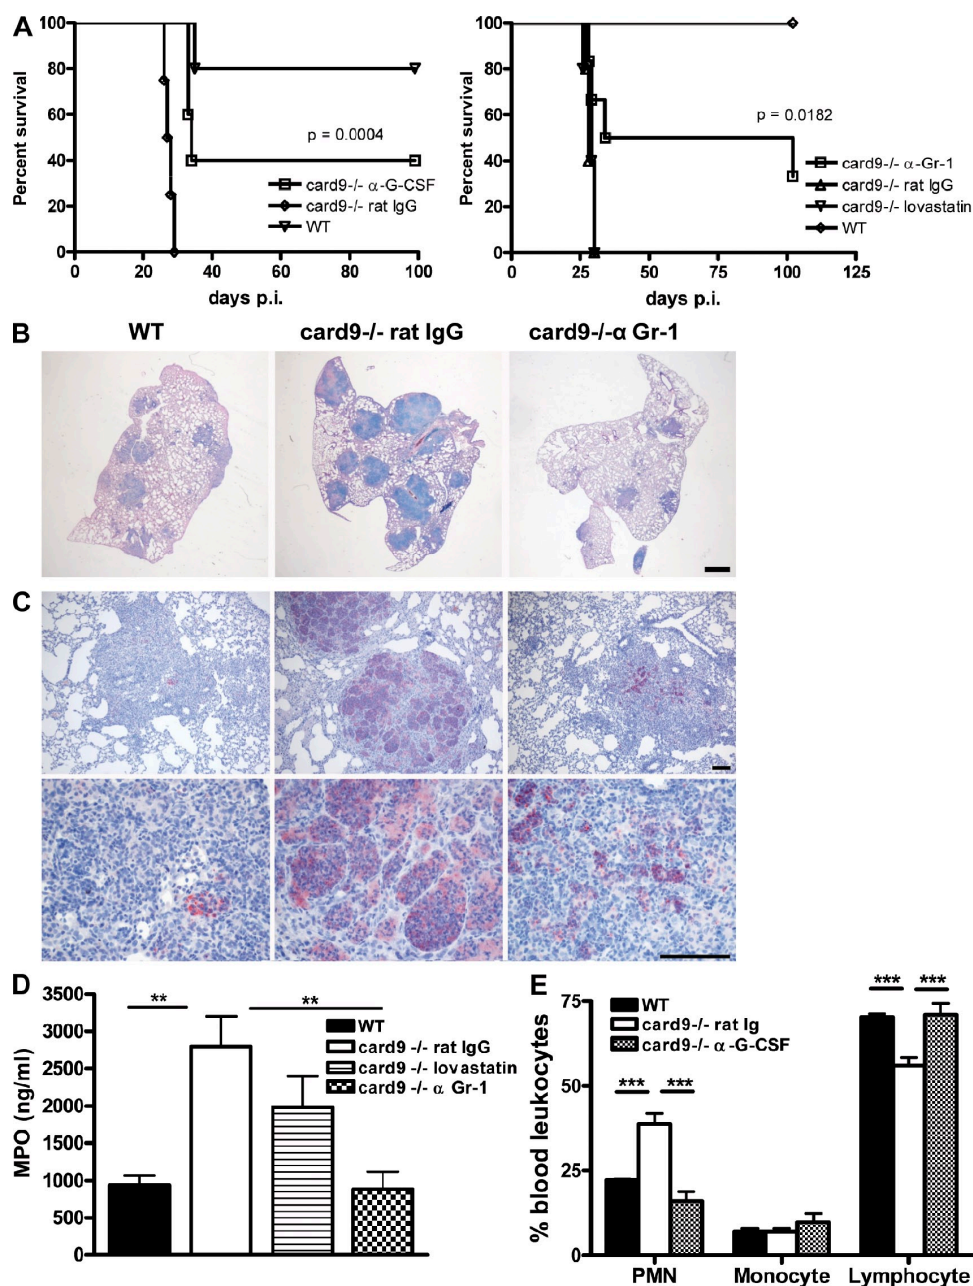 A
100
80
60
40
20
0
Percent survival
p = 0.0004
card9-/- α-G-CSF
card9-/- rat IgG
WT
0 20 40 60 80 100
days p.i.
100
80
60
40
20
0
Percent survival
p = 0.0182
card9-/- α-Gr-1
card9-/- rat IgG
card9-/- lovastatin
WT
0 25 50 75 100 125
days p.i.
B
WT card9-/- rat IgG card9-/-α Gr-1
C
D
3500
3000
2500
2000
1500
1000
500
0
MPO (ng/ml)
** **
WT
card9 -/- rat IgG
card9 -/- lovastatin
card9 -/- α Gr-1
E
75
50
25
0
% blood leukocytes
WT
card9-/- rat Ig
card9-/- α-G-CSF
*** ***
*** ***
PMN Monocyte Lymphocyte